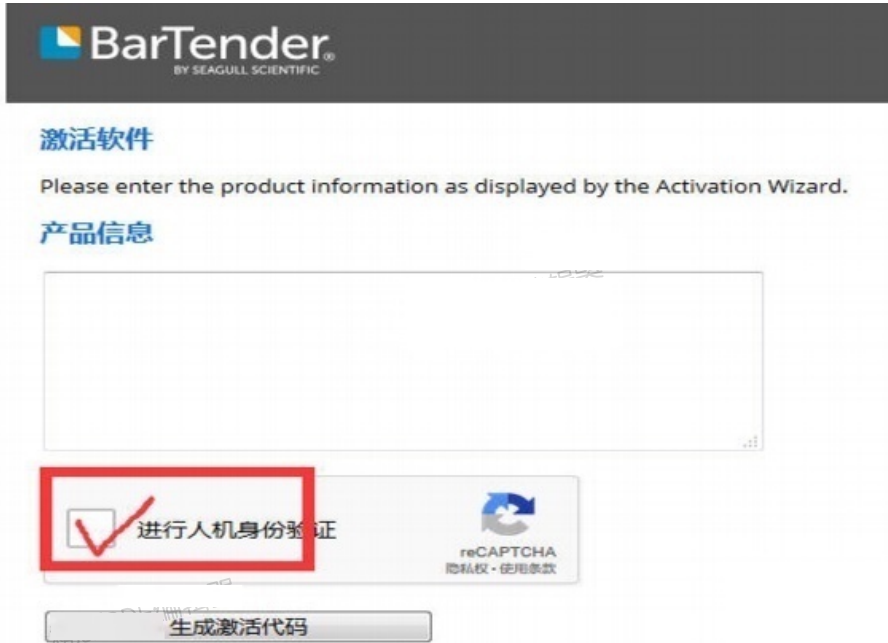 BarTender®
BY SEAGULL SCIENTIFIC
激活软件
Please enter the product information as displayed by the Activation Wizard.
产品信息
进行人机身份验证
reCAPTCHA
隐私权 - 使用条款
生成激活代码